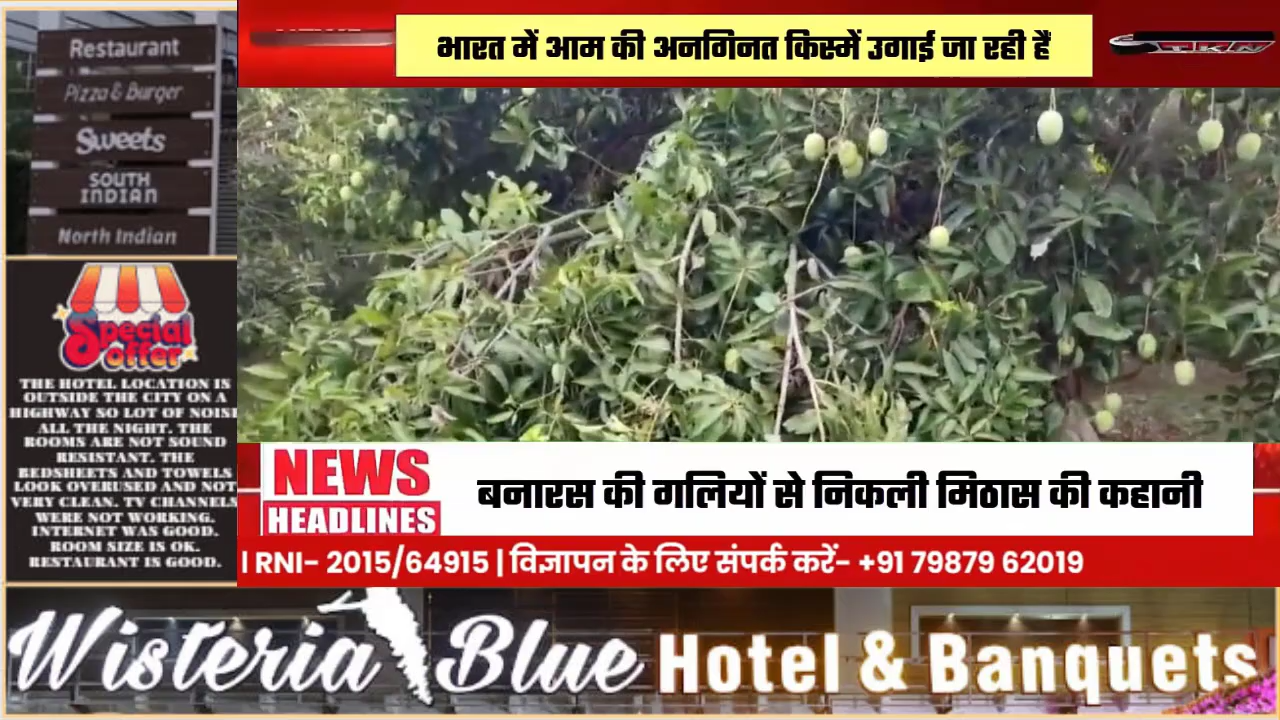 भारत में आम की अनगिनत किस्में उगाई जा रही हैं
TKN
Restaurant
Pizza & Burger
Sweets
SOUTH
INDIAN
North Indian
Special
offer
THE HOTEL LOCATION IS
OUTSIDE THE CITY ON A
HIGHWAY SO LOT OF NOISE
ALL THE NIGHT. THE
ROOMS ARE NOT SOUND
RESISTANT. THE
BEDSHEETS AND TOWELS
LOOK OVERUSED AND NOT
VERY CLEAN. TV CHANNELS
WERE NOT WORKING.
INTERNET WAS GOOD.
ROOM SIZE IS OK.
RESTAURANT IS GOOD.
NEWS
HEADLINES
बनारस की गलियों से निकली मिठास की कहानी
| RNI- 2015/64915 | विज्ञापन के लिए संपर्क करें- +91 79879 62019
Wisteria Blue Hotel & Banquets